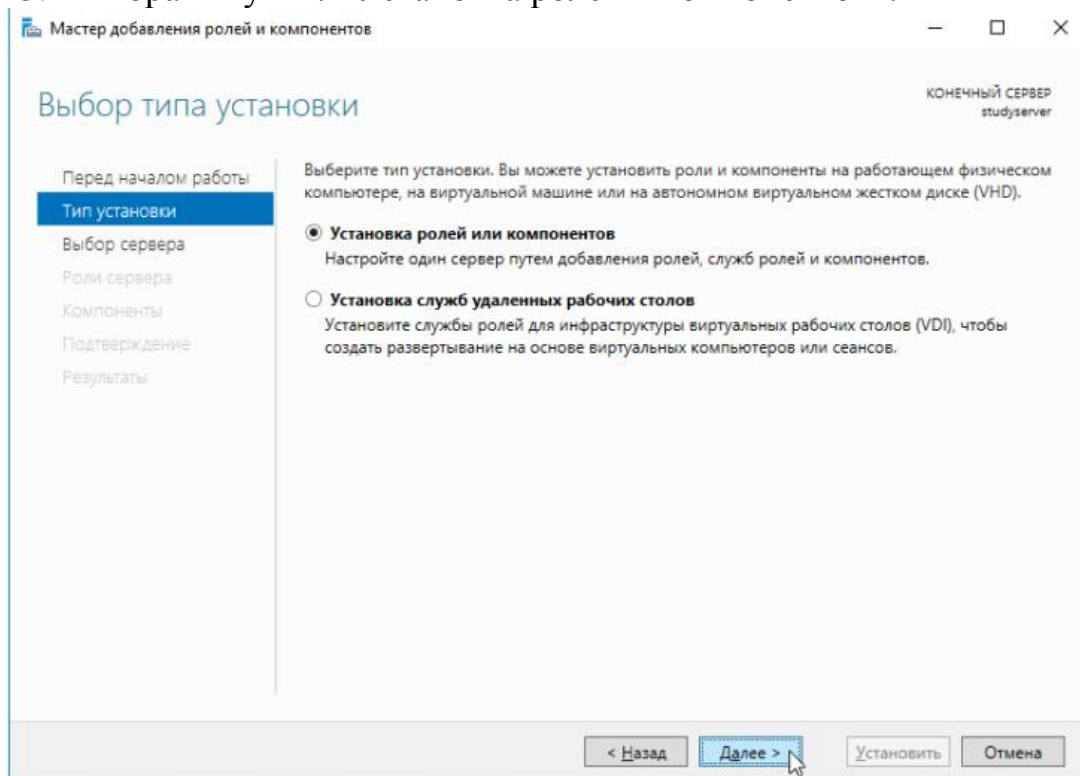 Мастер добавления ролей и компонентов
Выбор типа установки
КОНЕЧНЫЙ СЕРВЕР
studyserver
Перед началом работы
Тип установки
Выбор сервера
Роли сервера
Компоненты
Подтверждение
Результаты
Выберите тип установки. Вы можете установить роли и компоненты на работающем физическом
компьютере, на виртуальной машине или на автономном виртуальном жестком диске (VHD).
Установка ролей или компонентов
Настройте один сервер путем добавления ролей, служб ролей и компонентов.
Установка служб удаленных рабочих столов
Установите службы ролей для инфраструктуры виртуальных рабочих столов (VDI), чтобы
создать развертывание на основе виртуальных компьютеров или сеансов.
< Назад
Далее >
Установить
Отмена